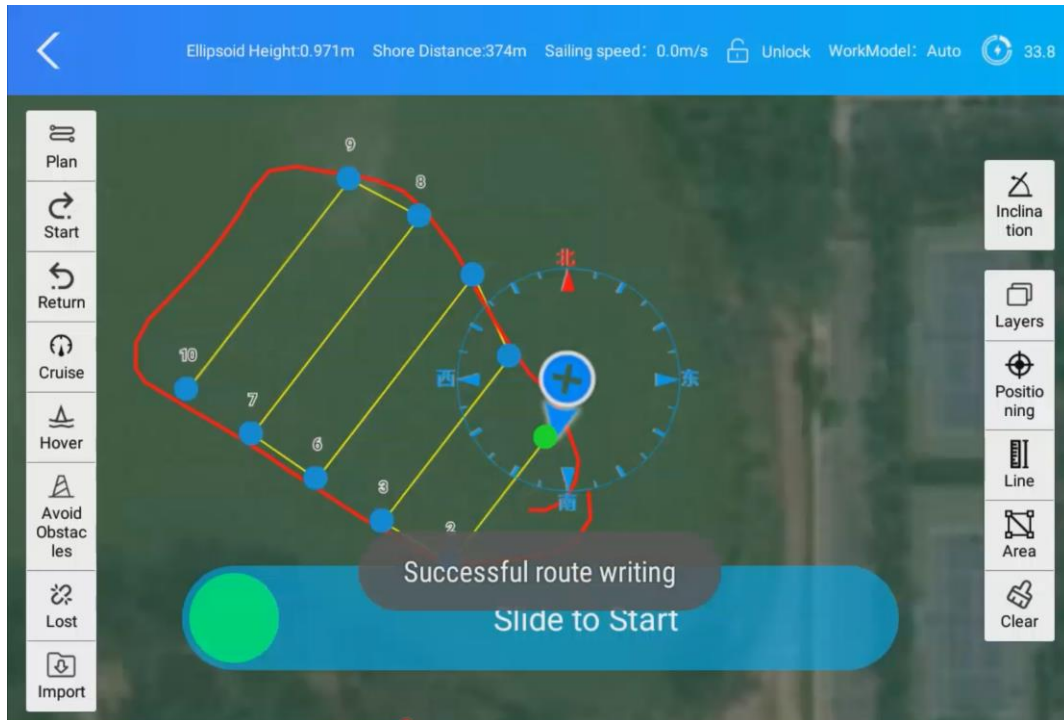 Ellipsoid Height:0.971m Shore Distance:374m Sailing speed: 0.0m/s Unlock WorkModel: Auto 33.8
Plan
Start
Return
Cruise
Hover
Avoid
Obstac
les
Lost
Import
9
8
10
7
6
3
2
北
西
东
南
Successful route writing
Slide to Start
Inclina
tion
Layers
Positio
ning
Line
Area
Clear